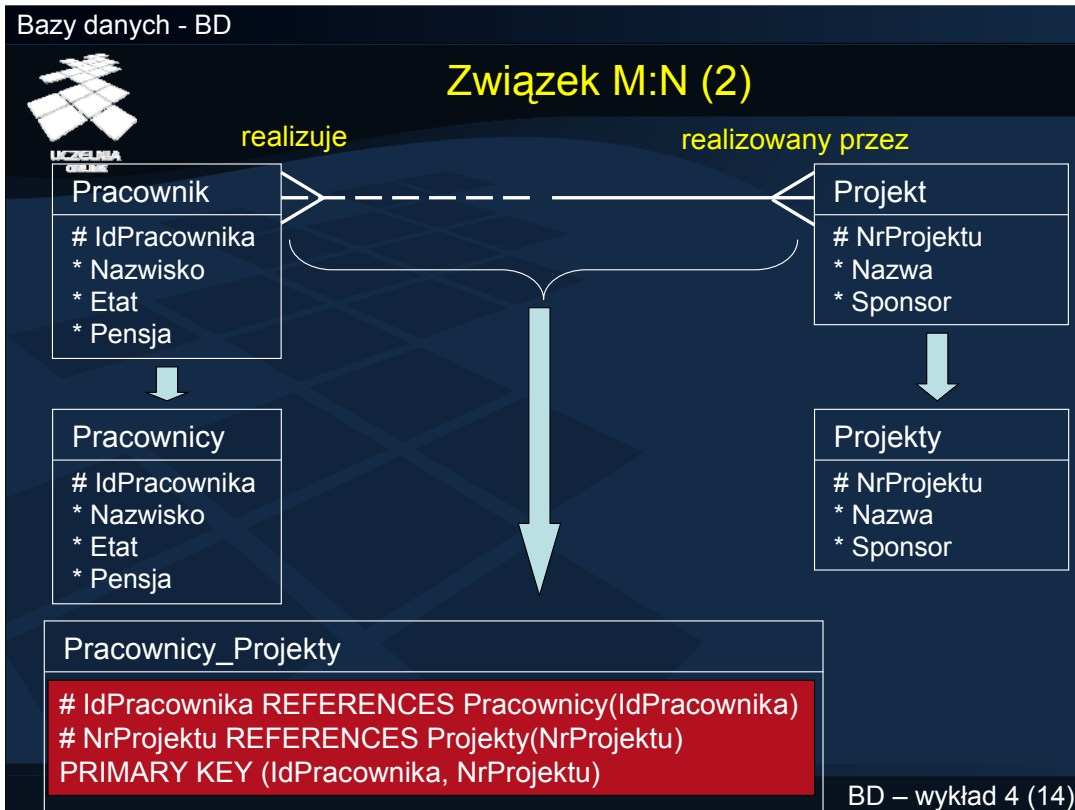 Bazy danych - BD
Związek M:N (2)
UCZELNIA
ONLINE
realizuje
realizowany przez
Pracownik
# IdPracownika
* Nazwisko
* Etat
* Pensja
Projekt
# NrProjektu
* Nazwa
* Sponsor
Pracownicy
# IdPracownika
* Nazwisko
* Etat
* Pensja
Projekty
# NrProjektu
* Nazwa
* Sponsor
Pracownicy_Projekty
# IdPracownika REFERENCES Pracownicy(IdPracownika)
# NrProjektu REFERENCES Projekty(NrProjektu)
PRIMARY KEY (IdPracownika, NrProjektu)
BD – wykład 4 (14)